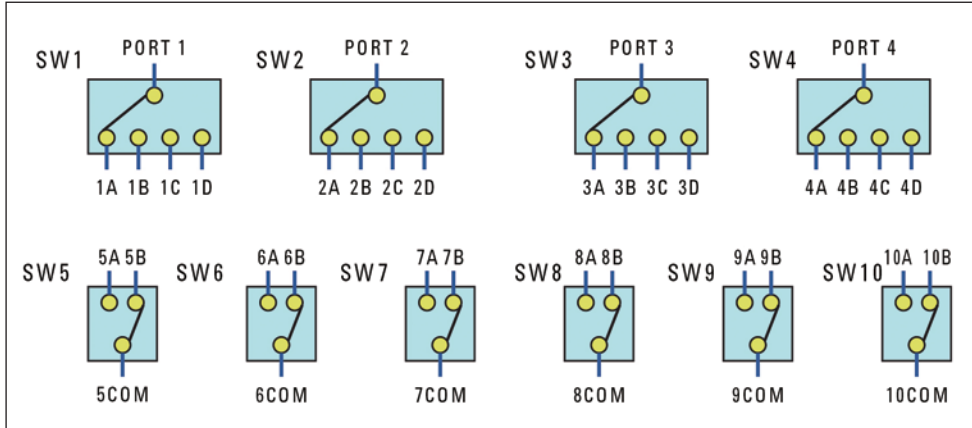 SW1 PORT 1 SW2 PORT 2 SW3 PORT 3 SW4 PORT 4
1A 1B 1C 1D 2A 2B 2C 2D 3A 3B 3C 3D 4A 4B 4C 4D
SW5 5A 5B SW6 6A 6B SW7 7A 7B SW8 8A 8B SW9 9A 9B SW10 10A 10B
5COM 6COM 7COM 8COM 9COM 10COM